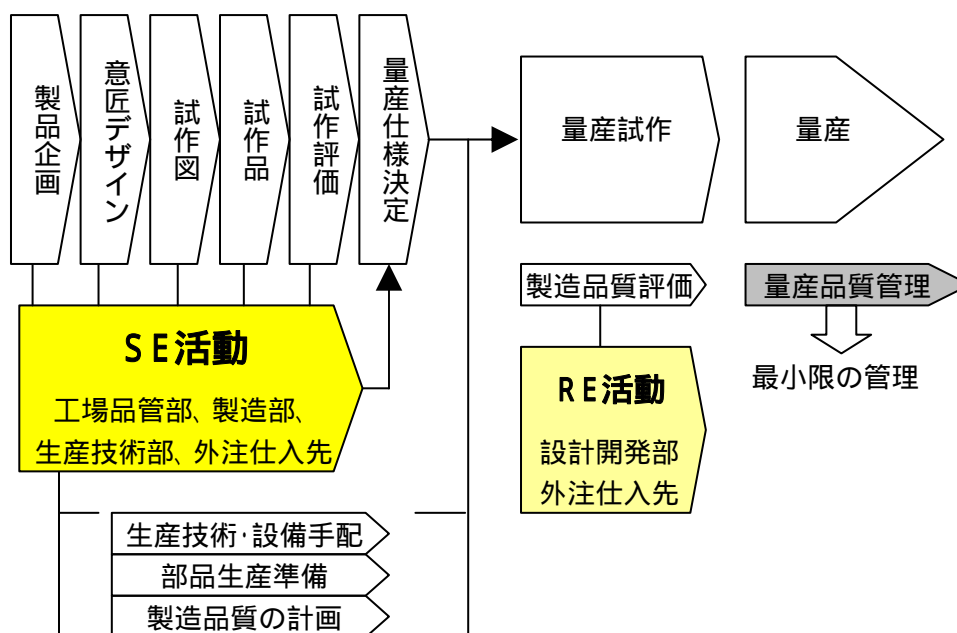 製品企画
意匠デザイン
試作図
試作品
試作評価
量産仕様決定
量産試作
量産
製造品質評価
量産品質管理
最小限の管理
SE活動
工場品管部、製造部、
生産技術部、外注仕入先
RE活動
設計開発部
外注仕入先
生産技術･設備手配
部品生産準備
製造品質の計画